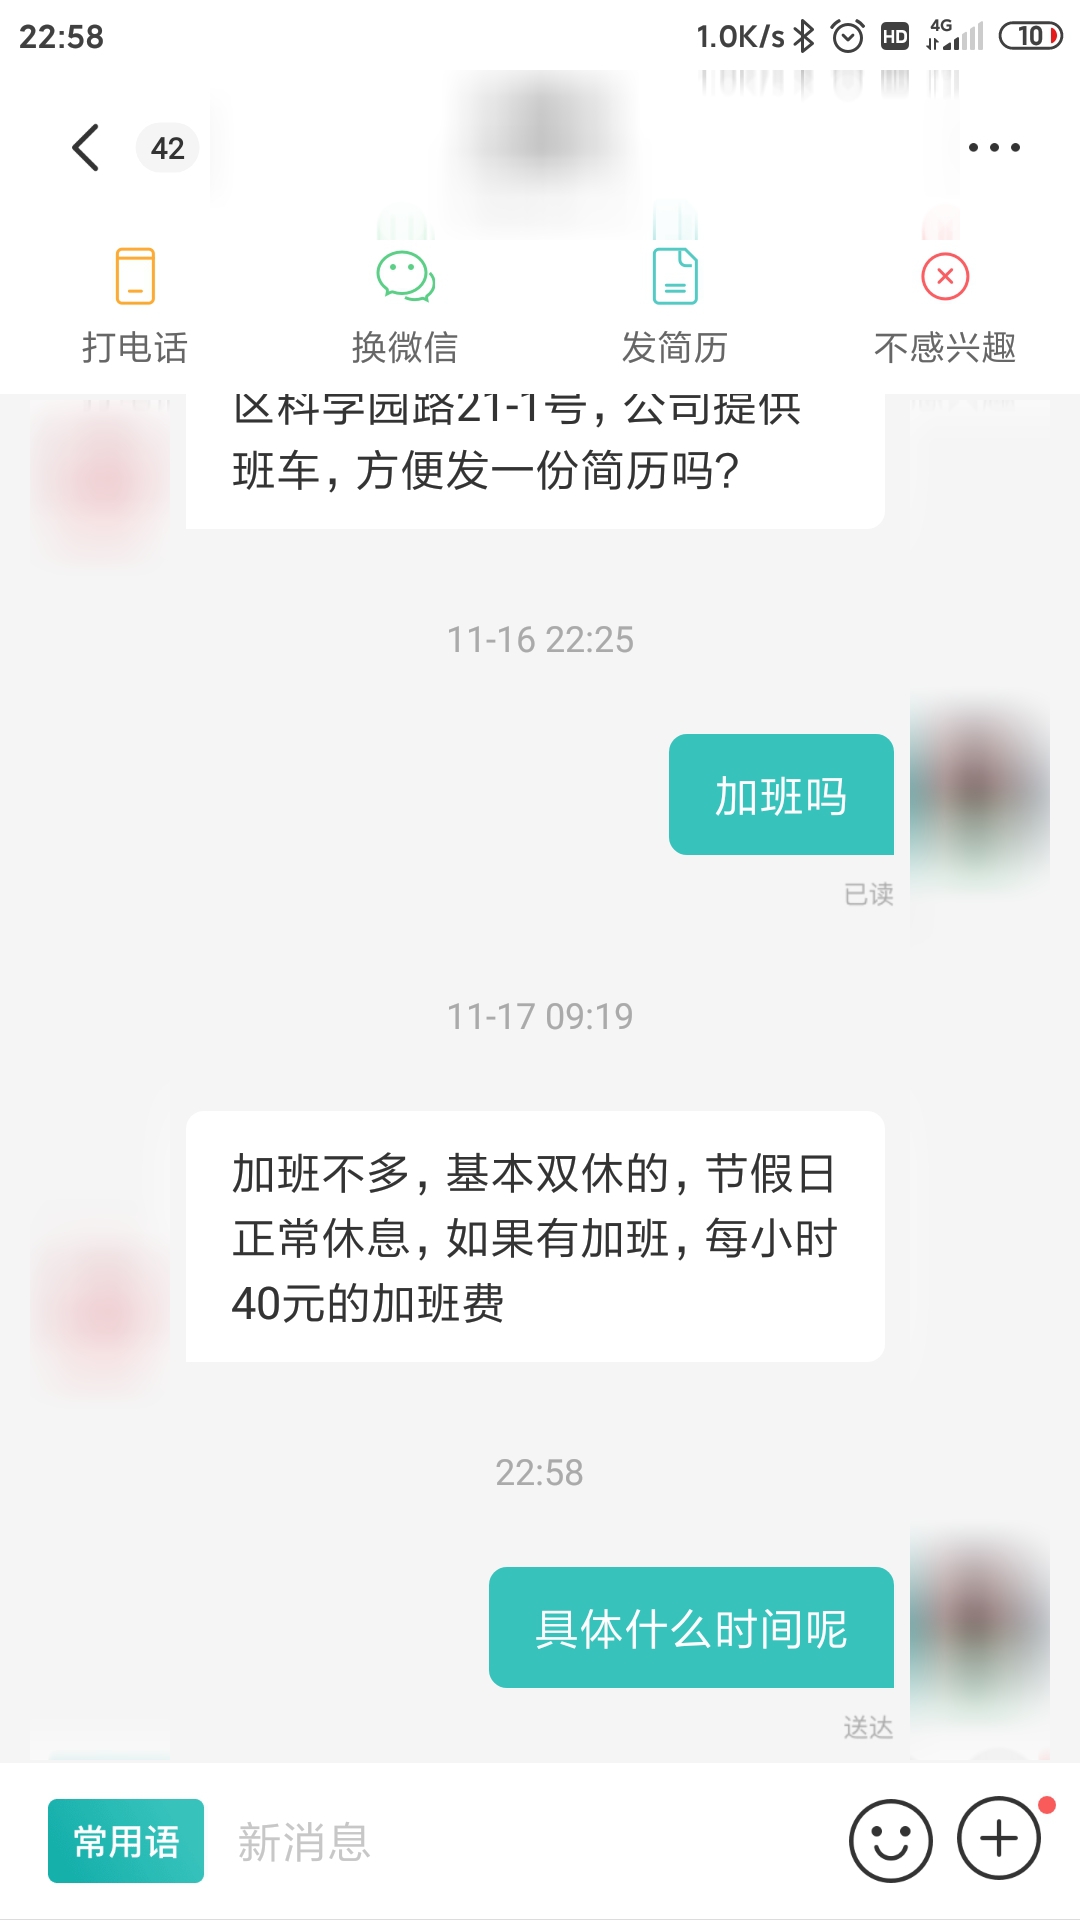 22:58
1.0K/s
HD
4G
10
42
打电话
换微信
发简历
不感兴趣
区科学园路21-1号，公司提供
班车，方便发一份简历吗？
11-16 22:25
加班吗
已读
11-17 09:19
加班不多，基本双休的，节假日
正常休息，如果有加班，每小时
40元的加班费
22:58
具体什么时间呢
送达
常用语
新消息